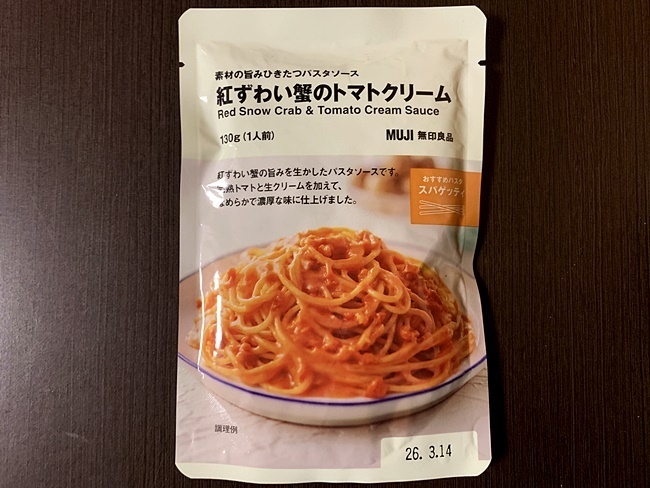 素材の旨みひきたつパスタソース
紅ずわい蟹のトマトクリーム
Red Snow Crab & Tomato Cream Sauce
130g(1人前)
MUJI 無印良品
紅ずわい蟹の旨みを生かしたパスタソースです。
熟トマトと生クリームを加えて、
なめらかで濃厚な味に仕上げました。
おすすめパスタ
スパゲッティ
調理例
26. 3.14